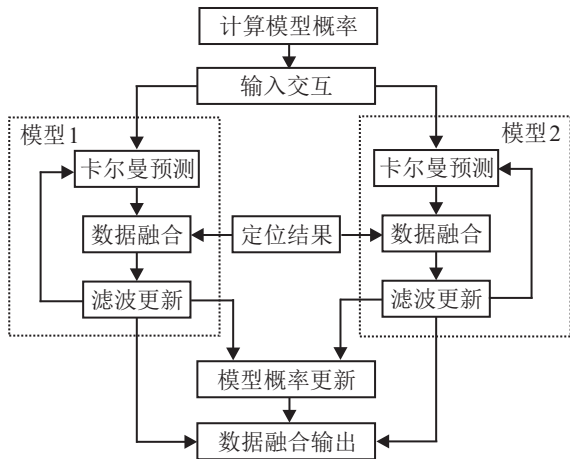 计算模型概率
输入交互
模型1
模型2
卡尔曼预测
卡尔曼预测
数据融合
定位结果
数据融合
滤波更新
滤波更新
模型概率更新
数据融合输出